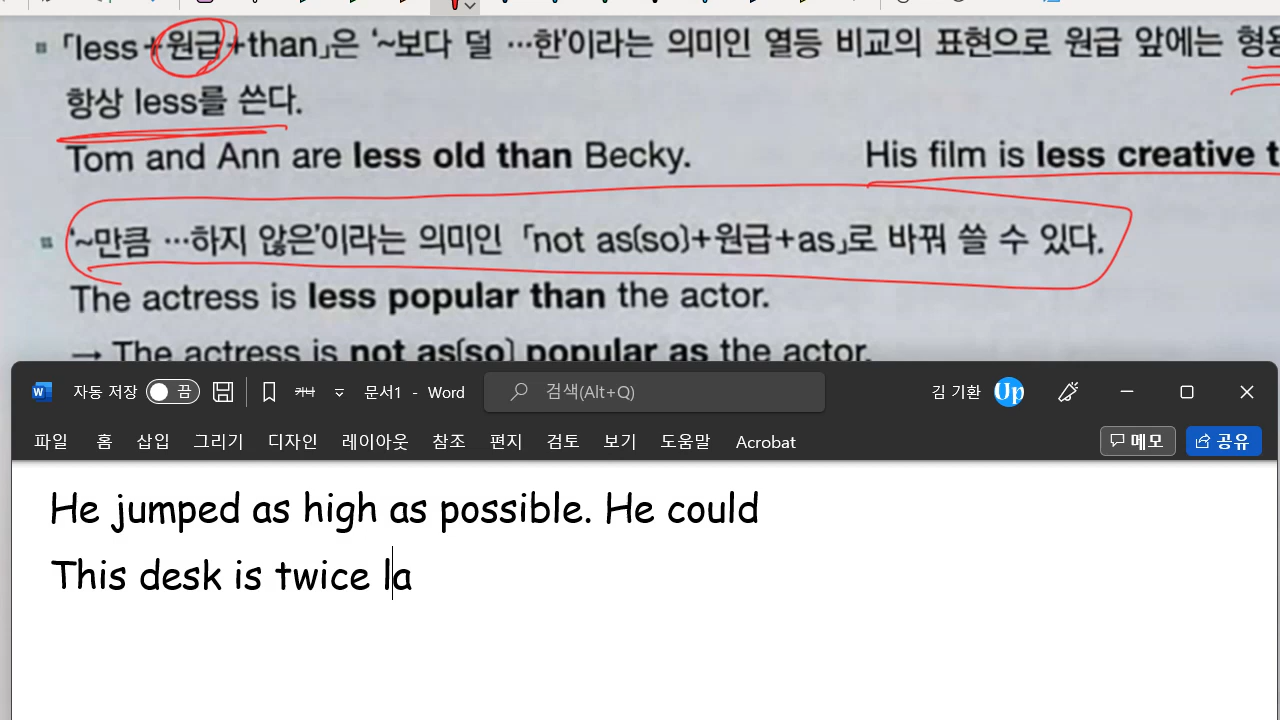 「less+원급+than」은 '~보다 덜 …한'이라는 의미인 열등 비교의 표현으로 원급 앞에는
항상 less를 쓴다.
Tom and Ann are less old than Becky. His film is less creative
'~만큼 …하지 않은'이라는 의미인 「not as(so)+원급+as」로 바꿔 쓸 수 있다.
The actress is less popular than the actor.
→ The actress is not as(so) popular as the actor.
자동 저장 끔 가나 문서1 - Word 검색(Alt+Q) 김 기환 Up
파일 홈 삽입 그리기 디자인 레이아웃 참조 편지 검토 보기 도움말 Acrobat 메모 공유
He jumped as high as possible. He could
This desk is twice la